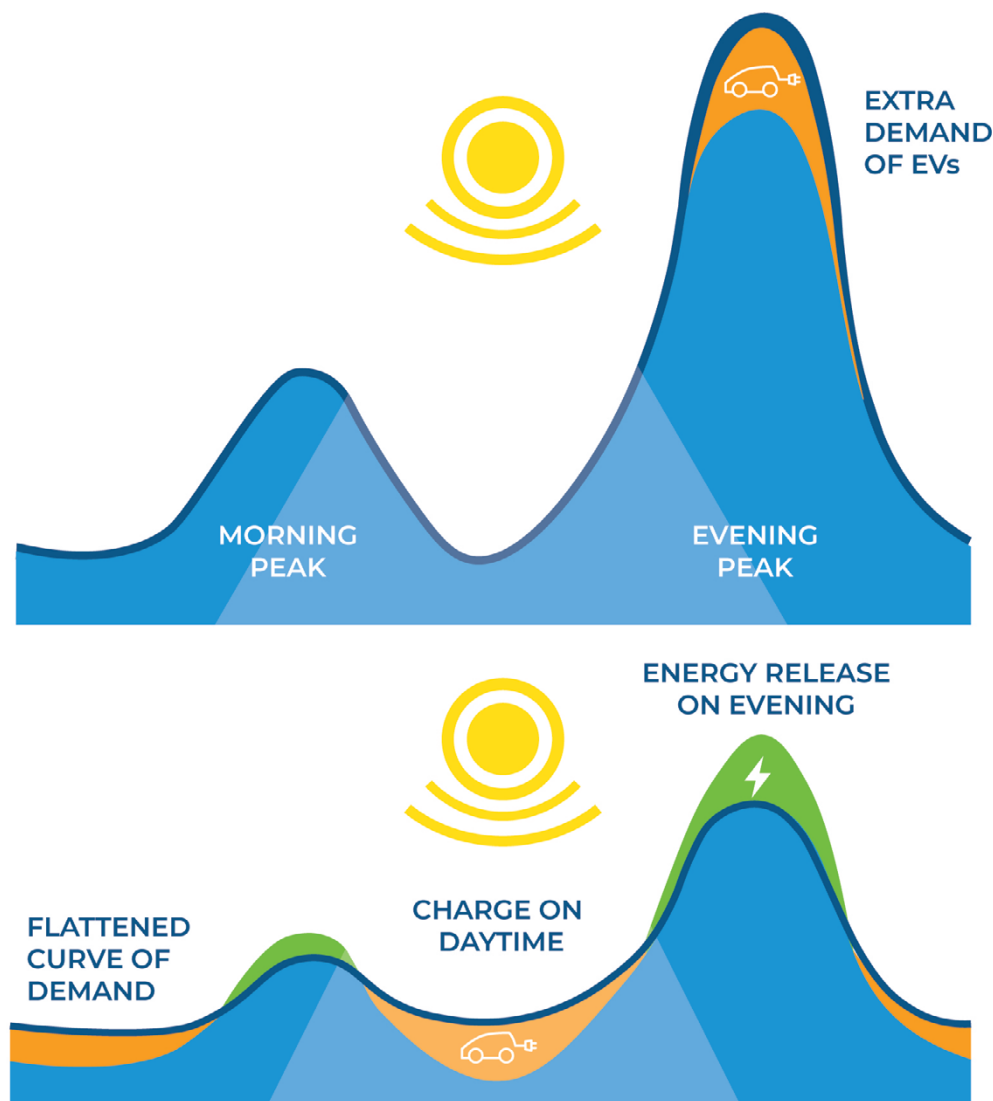 EXTRA
DEMAND
OF EVs
MORNING
PEAK
EVENING
PEAK
ENERGY RELEASE
ON EVENING
CHARGE ON
DAYTIME
FLATTENED
CURVE OF
DEMAND